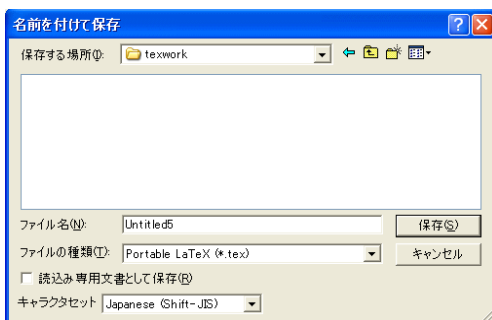 名前を付けて保存
保存する場所(I): texwork
ファイル名(N): Untitled5 保存(S)
ファイルの種類(T): Portable LaTeX (*.tex) キャンセル
読込み専用文書として保存(R)
キャラクタセット Japanese (Shift-JIS)